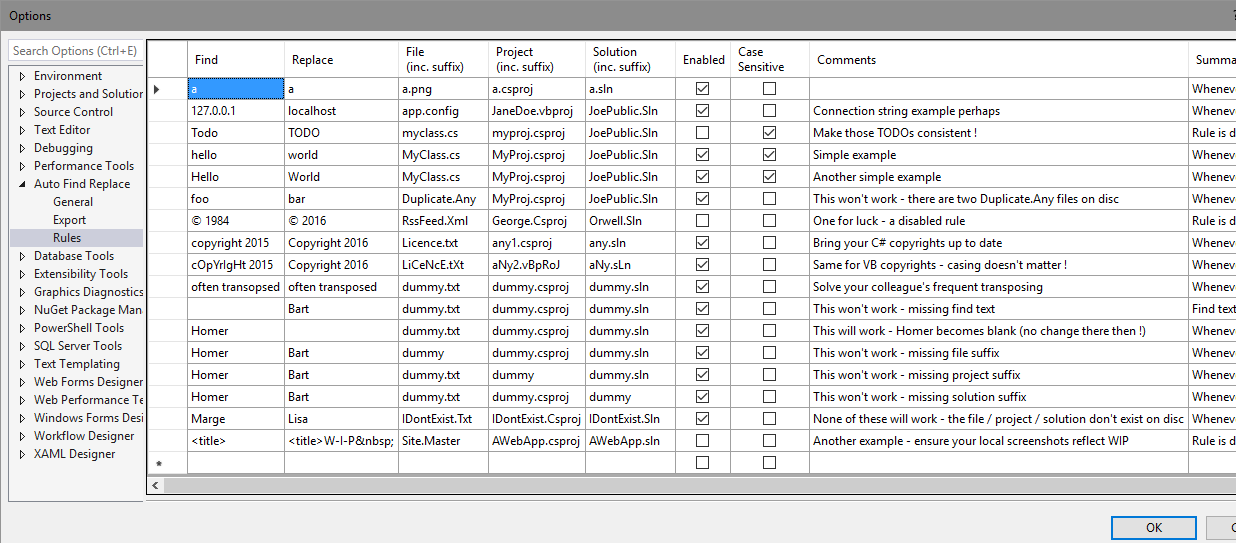 Options
?
Search Options (Ctrl+E)
Environment
Projects and Solution
Source Control
Text Editor
Debugging
Performance Tools
Auto Find Replace
General
Export
Rules
Database Tools
Extensibility Tools
Graphics Diagnostics
NuGet Package Man
PowerShell Tools
SQL Server Tools
Text Templating
Web Forms Designer
Web Performance Te
Windows Forms Desi
Workflow Designer
XAML Designer
Find Replace File (inc. suffix) Project (inc. suffix) Solution (inc. suffix) Enabled Case Sensitive Comments Summa
a a a.png a.csproj a.sln Wheneve
127.0.0.1 localhost app.config JaneDoe.vbproj JoePublic.Sln Connection string example perhaps Wheneve
Todo TODO myclass.cs myproj.csproj JoePublic.Sln Make those TODOs consistent ! Rule is d
hello world MyClass.cs MyProj.csproj JoePublic.Sln Simple example Wheneve
Hello World MyClass.cs MyProj.csproj JoePublic.Sln Another simple example Wheneve
foo bar Duplicate.Any MyProj.csproj JoePublic.Sln This won't work - there are two Duplicate.Any files on disc Wheneve
© 1984 © 2016 RssFeed.Xml George.Csproj Orwell.Sln One for luck - a disabled rule Rule is d
copyright 2015 Copyright 2016 Licence.txt any1.csproj any.sln Bring your C# copyrights up to date Wheneve
cOpYrIgHt 2015 Copyright 2016 LiCeNcE.tXt aNy2.vBpRoJ aNy.sLn Same for VB copyrights - casing doesn't matter ! Wheneve
often transopsed often transposed dummy.txt dummy.csproj dummy.sln Solve your colleague's frequent transposing Wheneve
Bart dummy.txt dummy.csproj dummy.sln This won't work - missing find text Find text
Homer dummy.txt dummy.csproj dummy.sln This will work - Homer becomes blank (no change there then !) Wheneve
Homer Bart dummy dummy.csproj dummy.sln This won't work - missing file suffix Wheneve
Homer Bart dummy.txt dummy dummy.sln This won't work - missing project suffix Wheneve
Homer Bart dummy.txt dummy.csproj dummy This won't work - missing solution suffix Wheneve
Marge Lisa IDontExist.Txt IDontExist.Csproj IDontExist.Sln None of these will work - the file / project / solution don't exist on disc Wheneve
<title> <title>W-I-P&nbsp; Site.Master AWebApp.csproj AWebApp.sln Another example - ensure your local screenshots reflect WIP Rule is d
OK